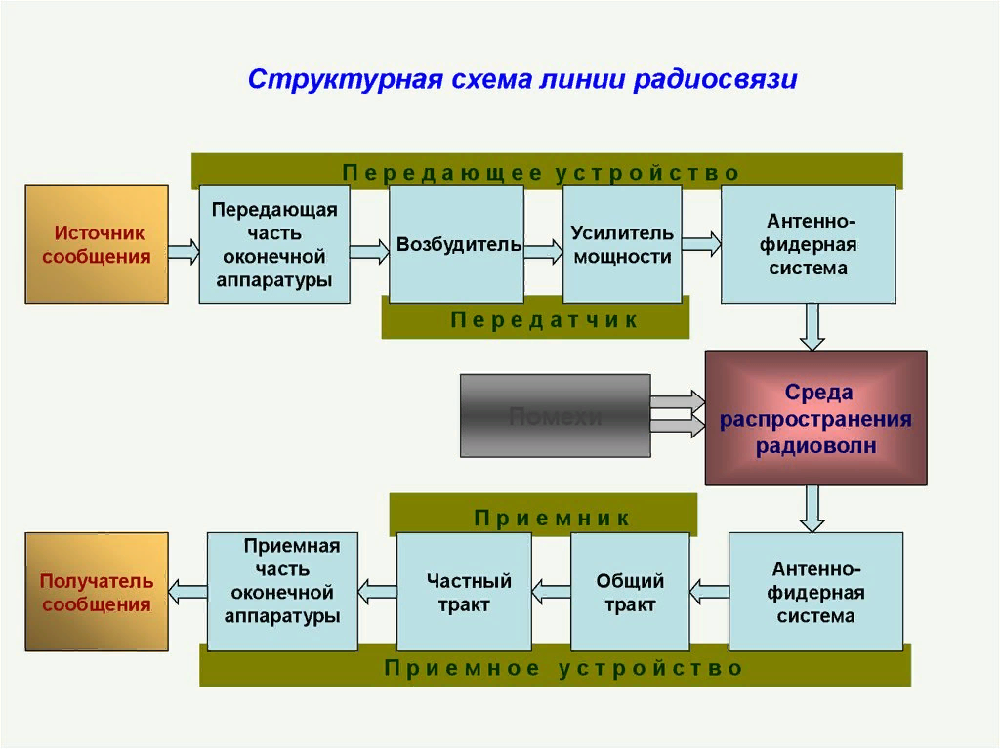 Структурная схема линии радиосвязи
Передающее устройство
Источник
сообщения
Передающая
часть
оконечной
аппаратуры
Возбудитель
Усилитель
мощности
Антенно-
фидерная
система
Передатчик
Помехи
Среда
распространения
радиоволн
Приемник
Получатель
сообщения
Приемная
часть
оконечной
аппаратуры
Частный
тракт
Общий
тракт
Антенно-
фидерная
система
Приемное устройство